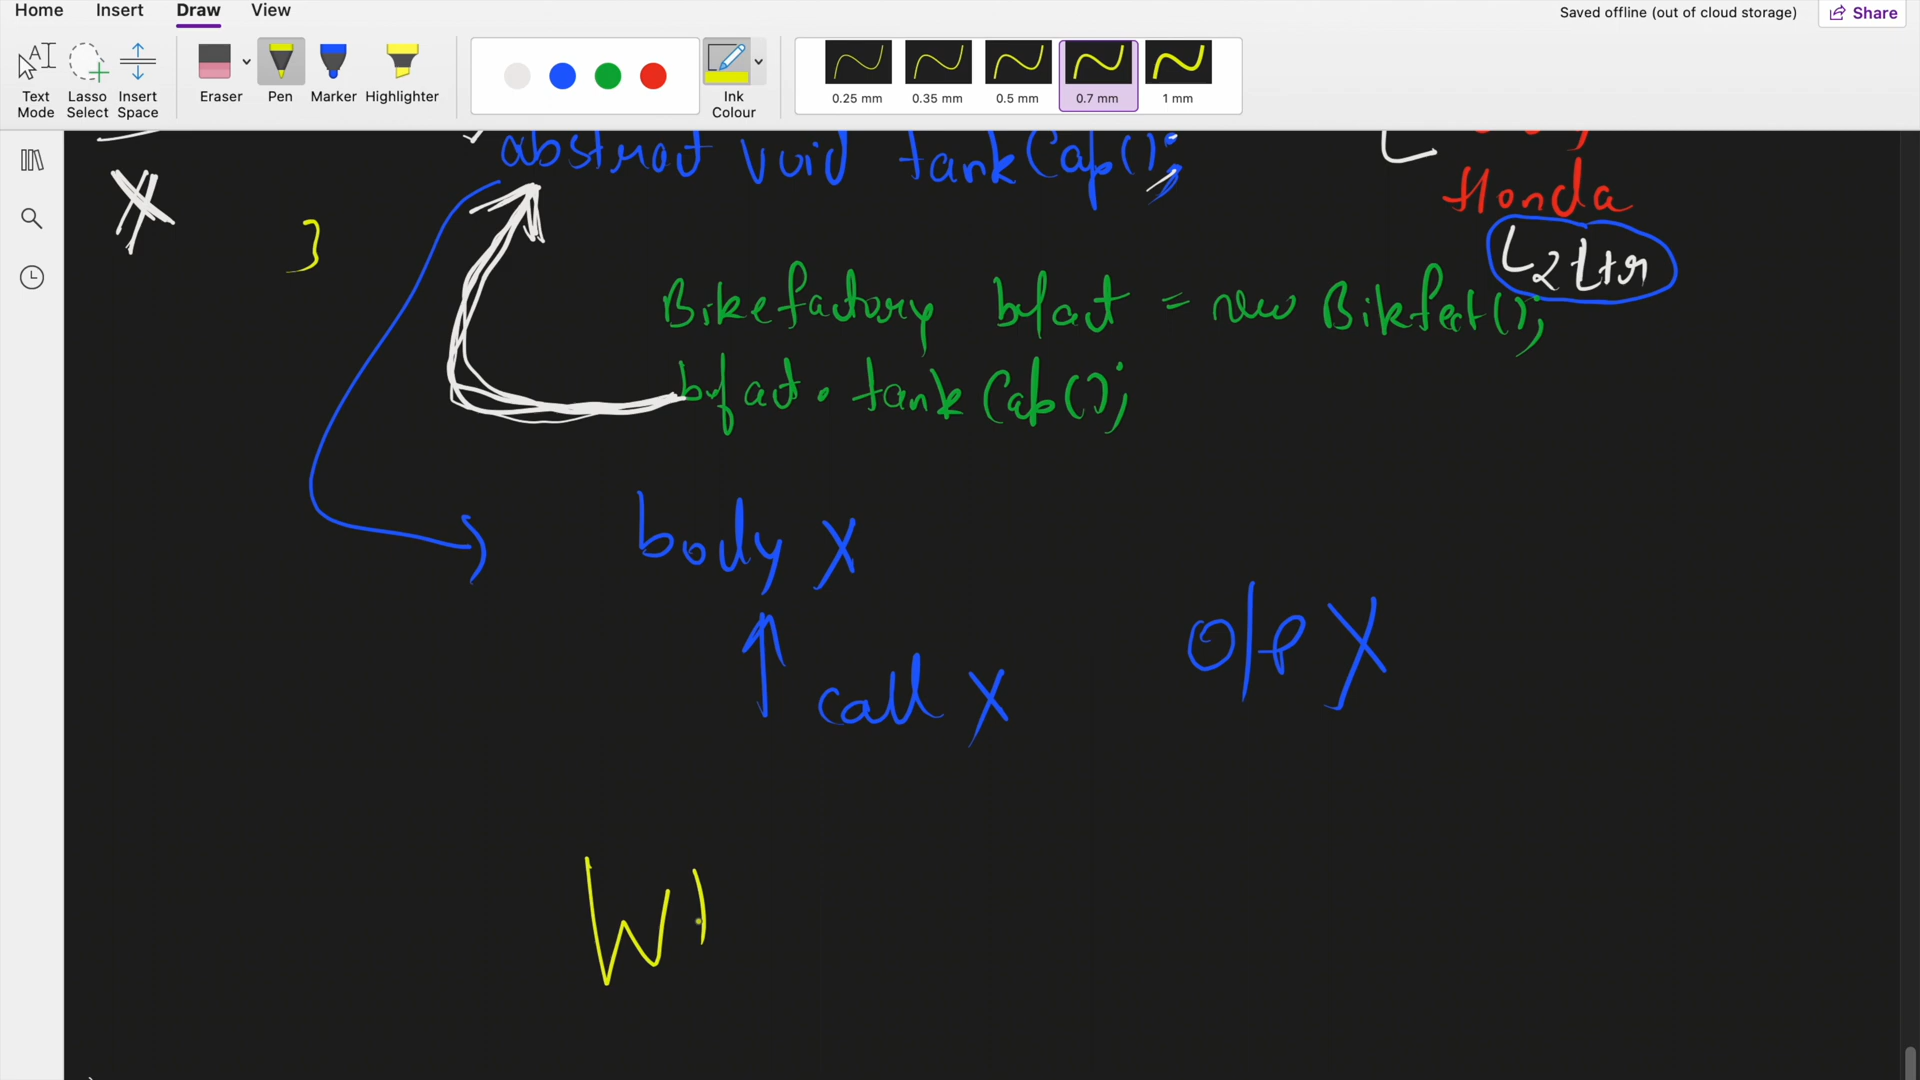 Home Insert Draw View
Saved offline (out of cloud storage) Share
Text Mode
Lasso Select
Insert Space
Eraser
Pen
Marker
Highlighter
Ink Colour
0.25 mm
0.35 mm
0.5 mm
0.7 mm
1 mm
abstract void tankCap();
X
}
Honda
2 Ltr
Bikefactory bfact = new Bikfact();
bfact.tankCap();
body X
O/P X
call X